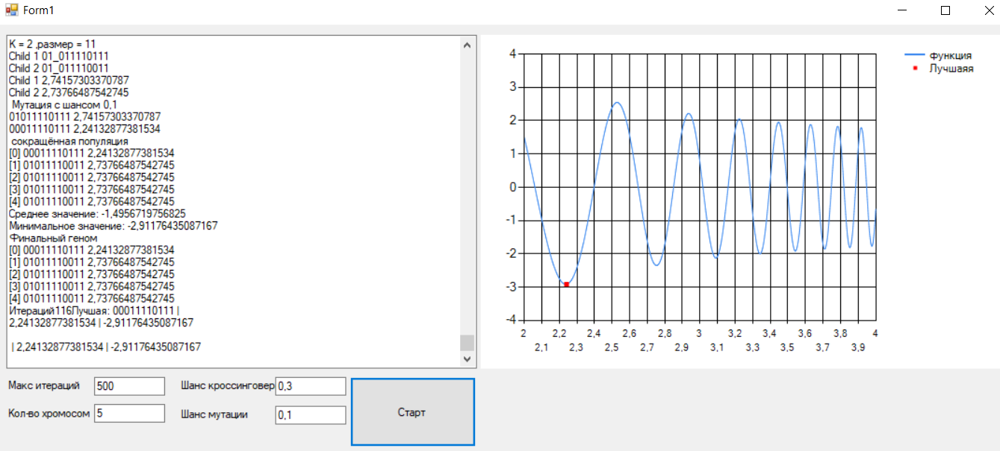 Form1
K = 2 ,размер = 11
Child 1 01_011110111
Child 2 01_011110011
Child 1 2,74157303370787
Child 2 2,73766487542745
Мутация с шансом 0,1
01011110111 2,74157303370787
00011110111 2,24132877381534
сокращённая популяция
[0] 00011110111 2,24132877381534
[1] 01011110011 2,73766487542745
[2] 01011110011 2,73766487542745
[3] 01011110011 2,73766487542745
[4] 01011110011 2,73766487542745
Среднее значение: -1,4956719756825
Минимальное значение: -2,91176435087167
Финальный геном
[0] 00011110111 2,24132877381534
[1] 01011110011 2,73766487542745
[2] 01011110011 2,73766487542745
[3] 01011110011 2,73766487542745
[4] 01011110011 2,73766487542745
Итераций116Лучшая: 00011110111 |
2,24132877381534 | -2,91176435087167
| 2,24132877381534 | -2,91176435087167
4
3
2
1
0
-1
-2
-3
-4
2 2,2 2,4 2,6 2,8 3 3,2 3,4 3,6 3,8 4
2,1 2,3 2,5 2,7 2,9 3,1 3,3 3,5 3,7 3,9
функция
Лучшаяя
Макс итераций 500
Шанс кроссинговер 0,3
Кол-во хромосом 5
Шанс мутации 0,1
Старт